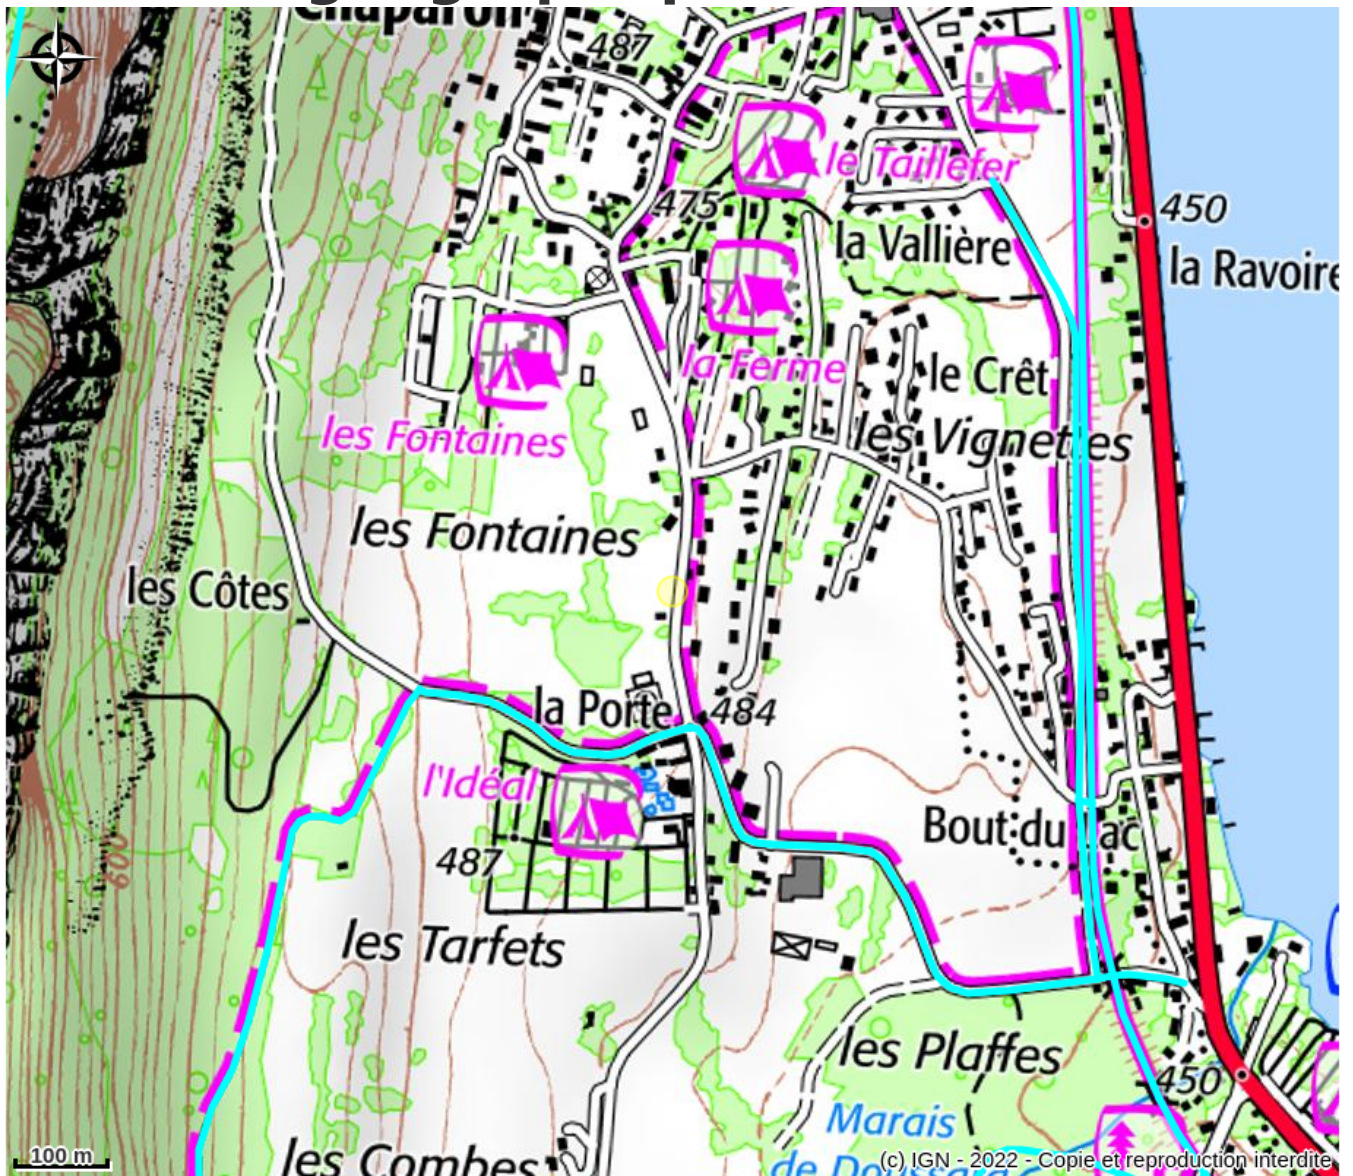 Chaparon
487
le Taillefer
475
450
la Vallière
la Ravoire
la Ferme
le Crêt
les Fontaines
les Vignettes
les Fontaines
les Côtes
la Porte
484
l'Idéal
Bout du Lac
487
600
les Tarfets
les Plaffes
450
Marais
100 m
les Combes
(c) IGN - 2022 - Copie et reproduction interdite